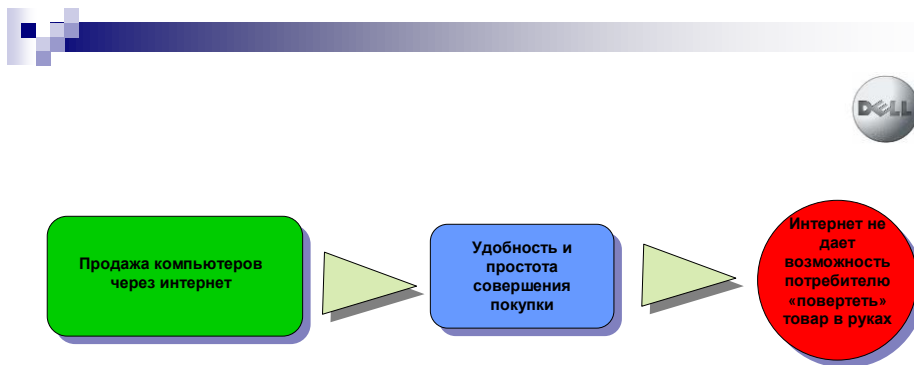 DELL
Продажа компьютеров
через интернет
Удобность и
простота
совершения
покупки
Интернет не
дает
возможность
потребителю
«повертеть»
товар в руках